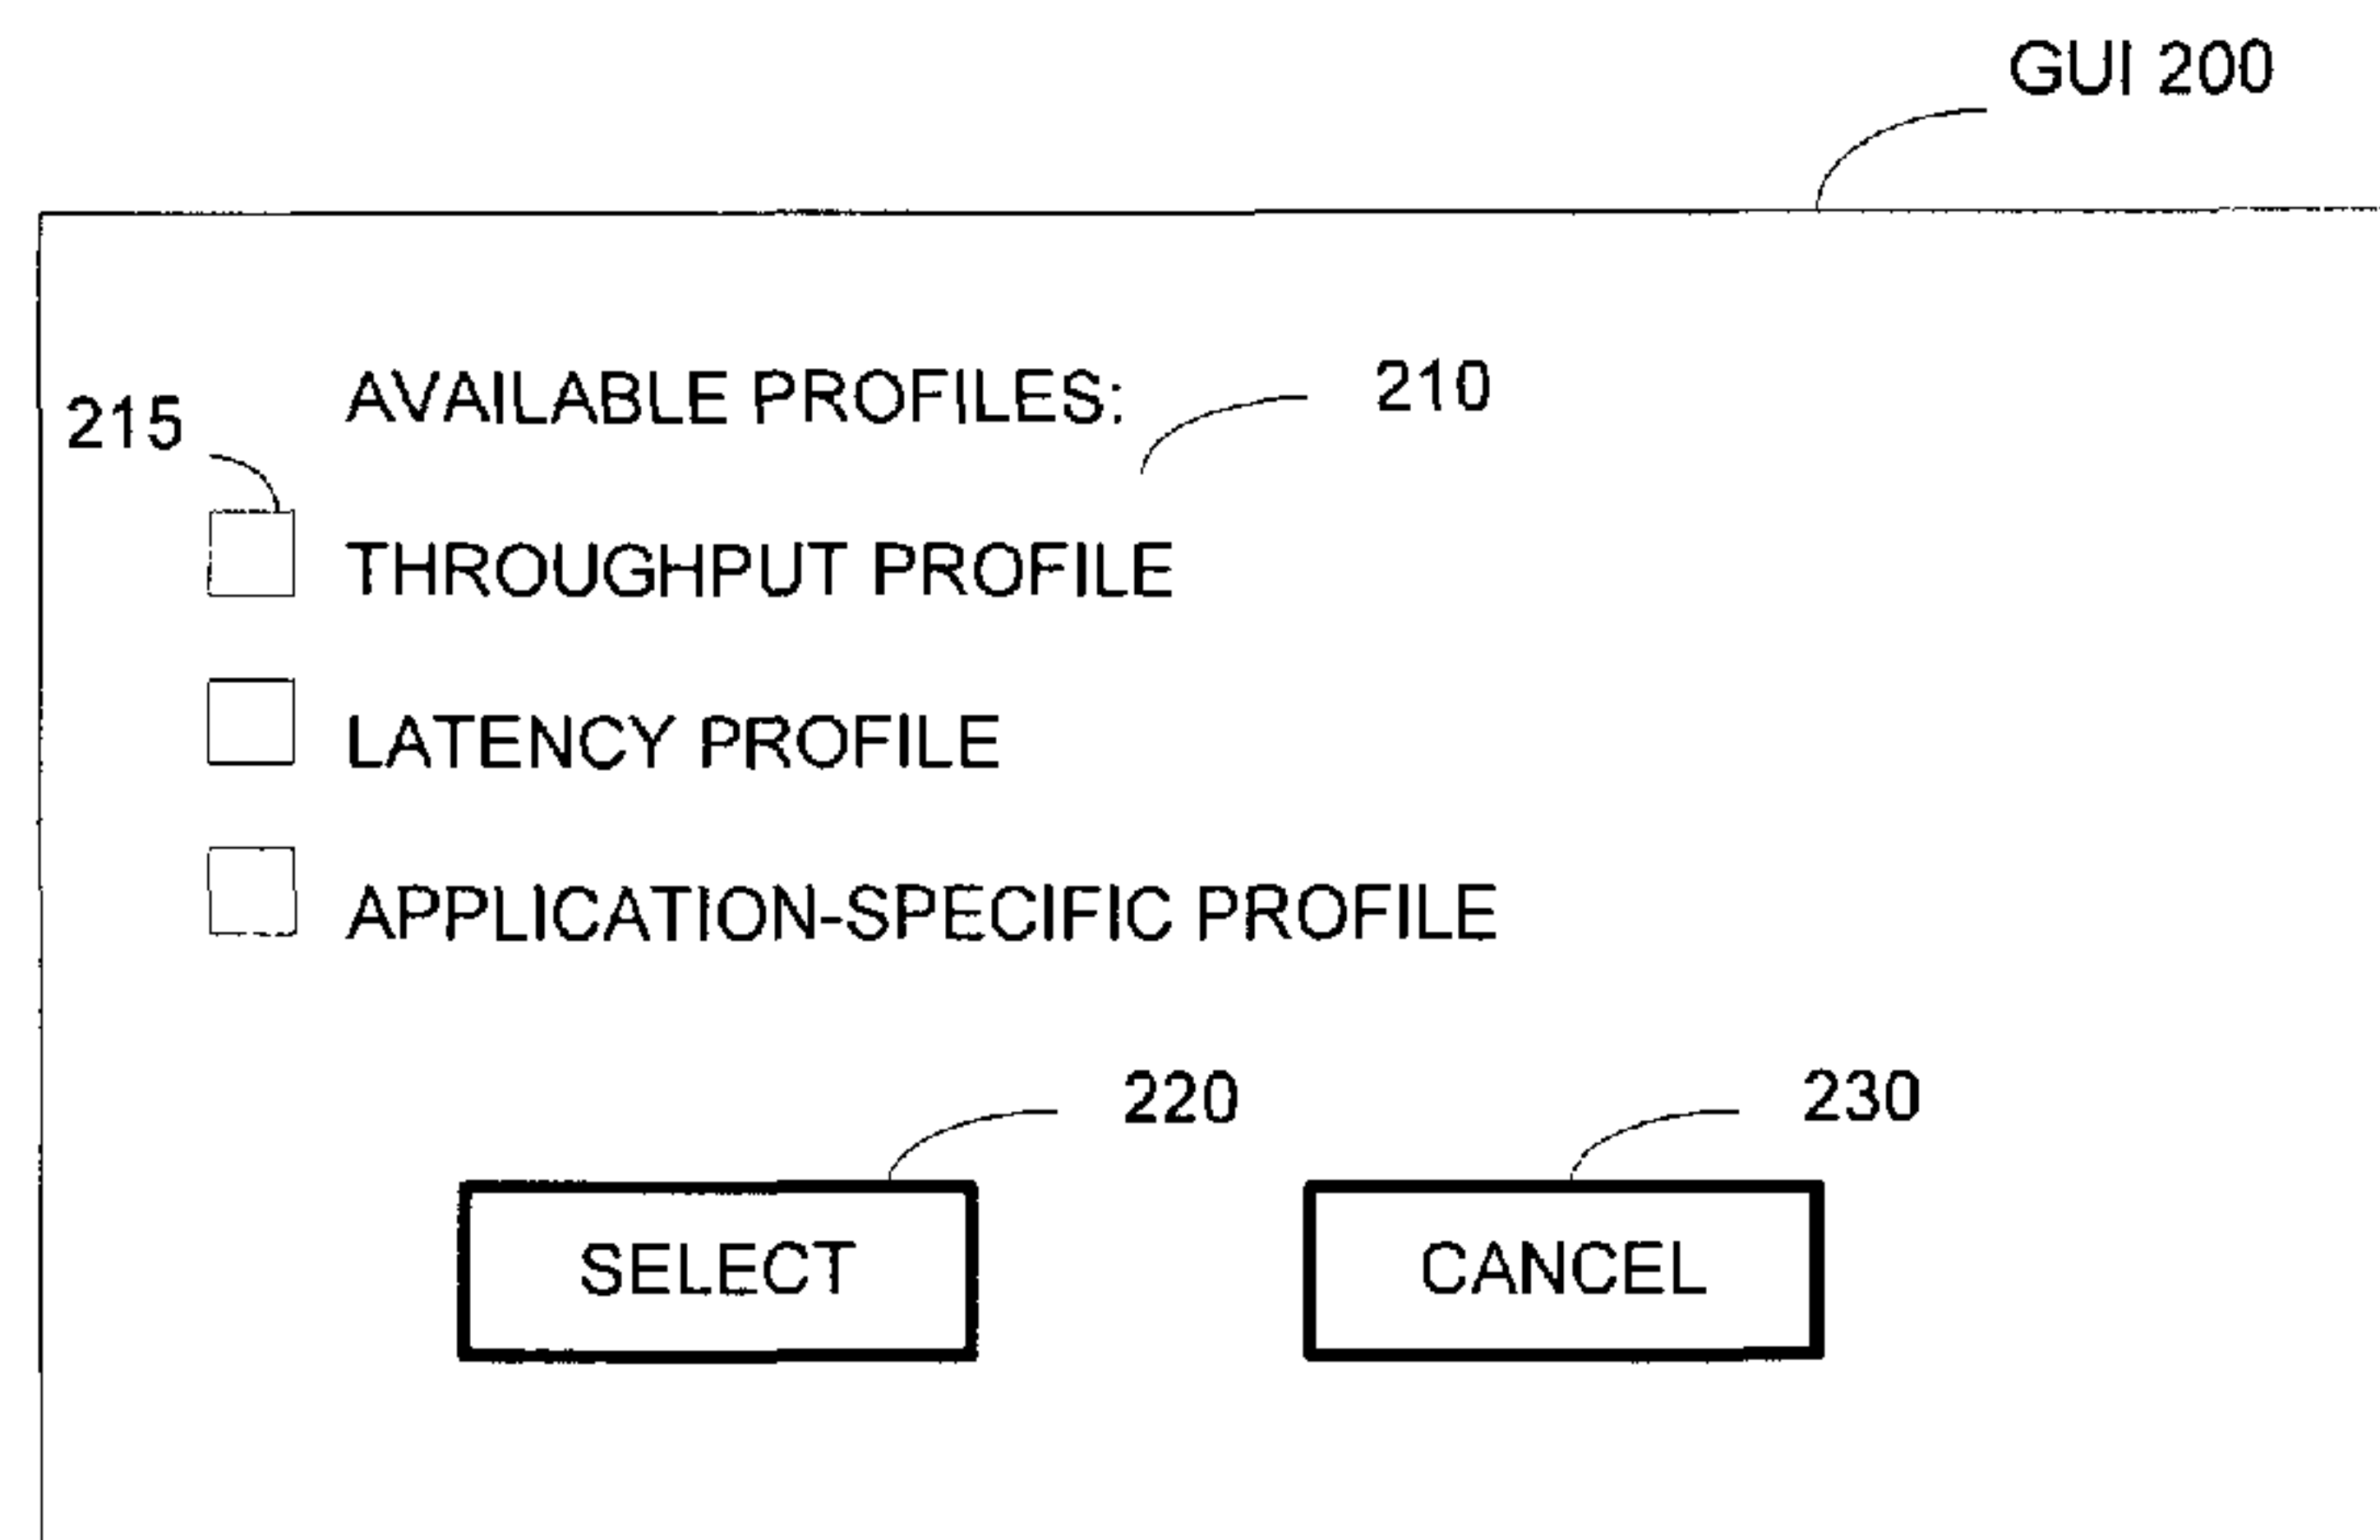 GUI 200
AVAILABLE PROFILES:
210
215
THROUGHPUT PROFILE
LATENCY PROFILE
APPLICATION-SPECIFIC PROFILE
220
230
SELECT
CANCEL